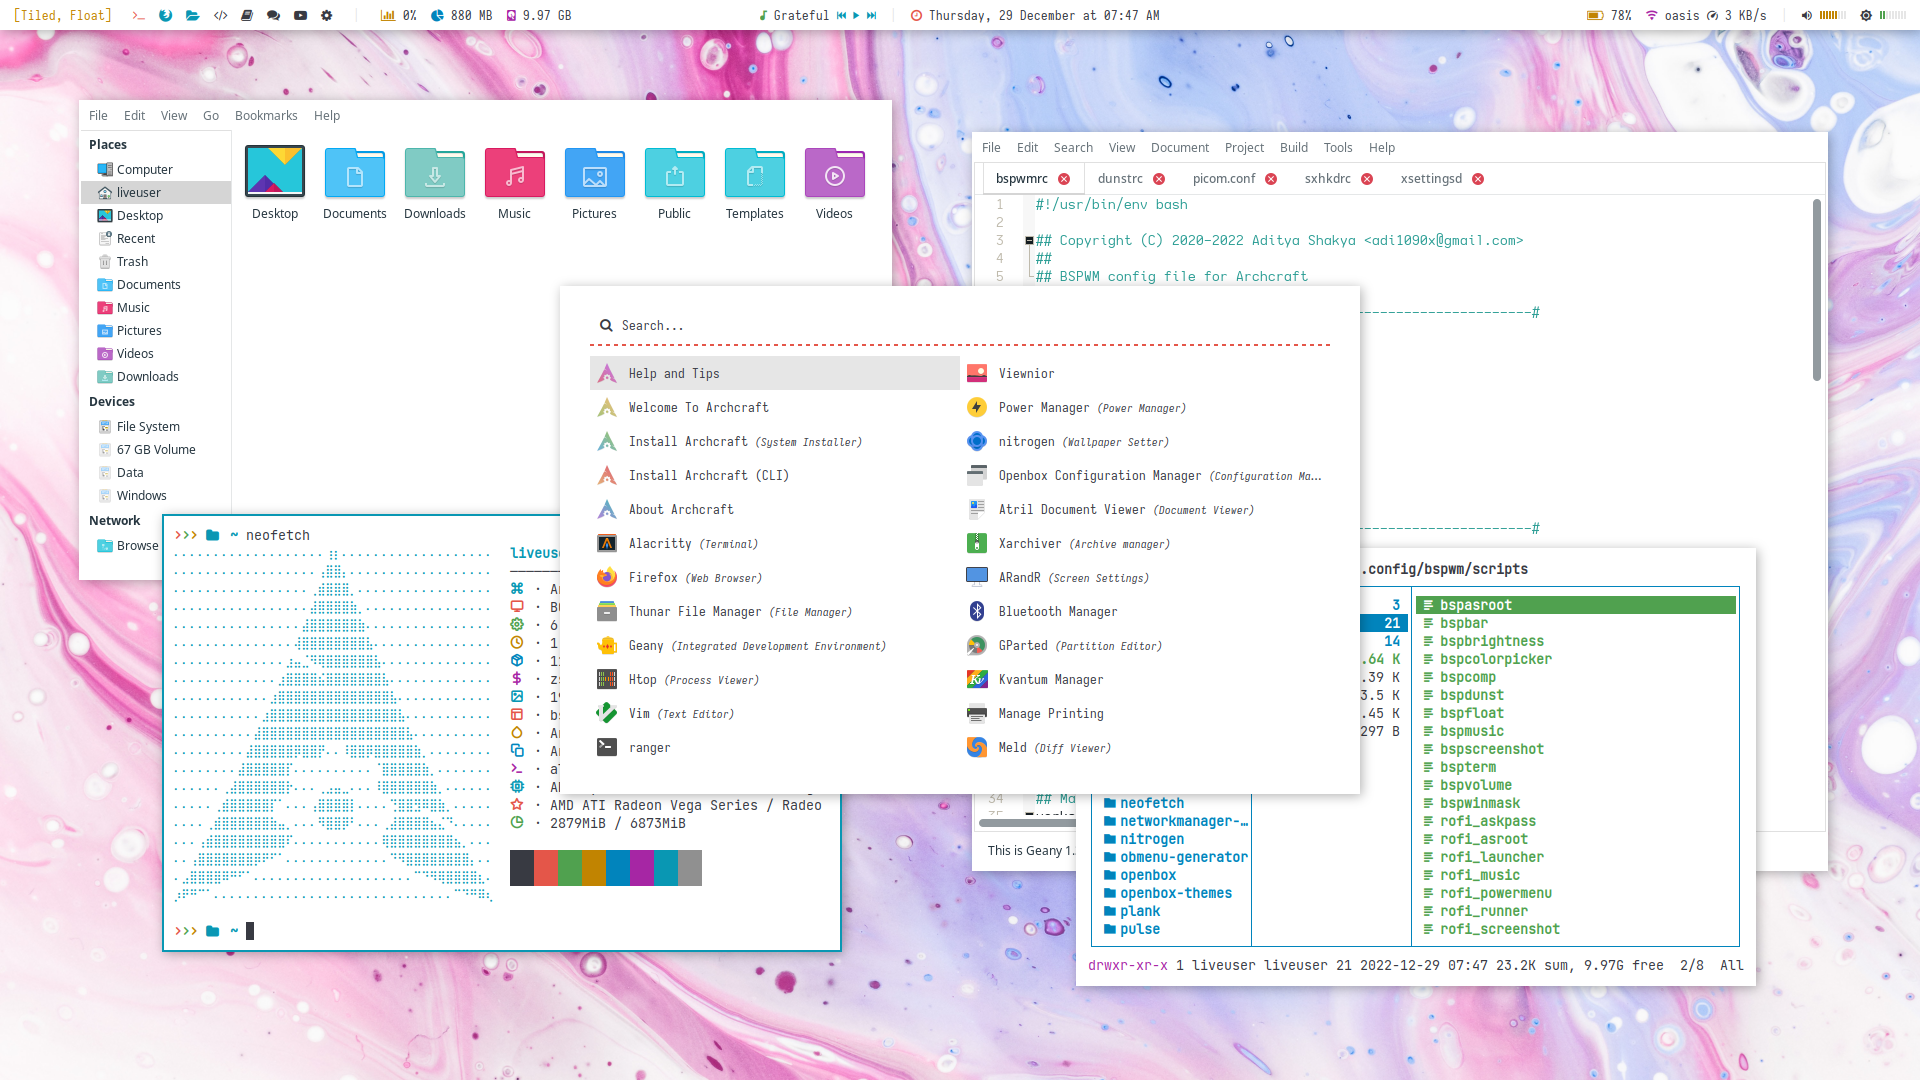 [Tiled, Float] 0% 880 MB 9.97 GB Grateful Thursday, 29 December at 07:47 AM 78% oasis 3 KB/s
File Edit View Go Bookmarks Help
Places
Computer
liveuser
Desktop
Recent
Trash
Documents
Music
Pictures
Videos
Downloads
Devices
File System
67 GB Volume
Data
Windows
Network
Browse
Desktop Documents Downloads Music Pictures Public Templates Videos
File Edit Search View Document Project Build Tools Help
bspwmrc dunstrc picom.conf sxhkdrc xsettingsd
1 #!/usr/bin/env bash
2
3 ## Copyright (C) 2020-2022 Aditya Shakya <adi1090x@gmail.com>
4 ##
5 ## BSPWM config file for Archcraft
----------------------#
----------------------#
34 ## Ma
35
This is Geany 1.
Search...
Help and Tips
Welcome To Archcraft
Install Archcraft (System Installer)
Install Archcraft (CLI)
About Archcraft
Alacritty (Terminal)
Firefox (Web Browser)
Thunar File Manager (File Manager)
Geany (Integrated Development Environment)
Htop (Process Viewer)
Vim (Text Editor)
ranger
Viewnior
Power Manager (Power Manager)
nitrogen (Wallpaper Setter)
Openbox Configuration Manager (Configuration Ma...
Atril Document Viewer (Document Viewer)
Xarchiver (Archive manager)
ARandR (Screen Settings)
Bluetooth Manager
GParted (Partition Editor)
Kvantum Manager
Manage Printing
Meld (Diff Viewer)
>>> ~ neofetch
liveus
· A
· B
· 6
· 1
· 1
· z
· 19
· b
· A
· A
· a
· A
· AMD ATI Radeon Vega Series / Radeo
· 2879MiB / 6873MiB
>>> ~
.config/bspwm/scripts
3
21
14
.64 K
.39 K
3.5 K
.45 K
297 B
neofetch
networkmanager-…
nitrogen
obmenu-generator
openbox
openbox-themes
plank
pulse
bspasroot
bspbar
bspbrightness
bspcolorpicker
bspcomp
bspdunst
bspfloat
bspmusic
bspscreenshot
bspterm
bspvolume
bspwinmask
rofi_askpass
rofi_asroot
rofi_launcher
rofi_music
rofi_powermenu
rofi_runner
rofi_screenshot
drwxr-xr-x 1 liveuser liveuser 21 2022-12-29 07:47 23.2K sum, 9.97G free 2/8 All